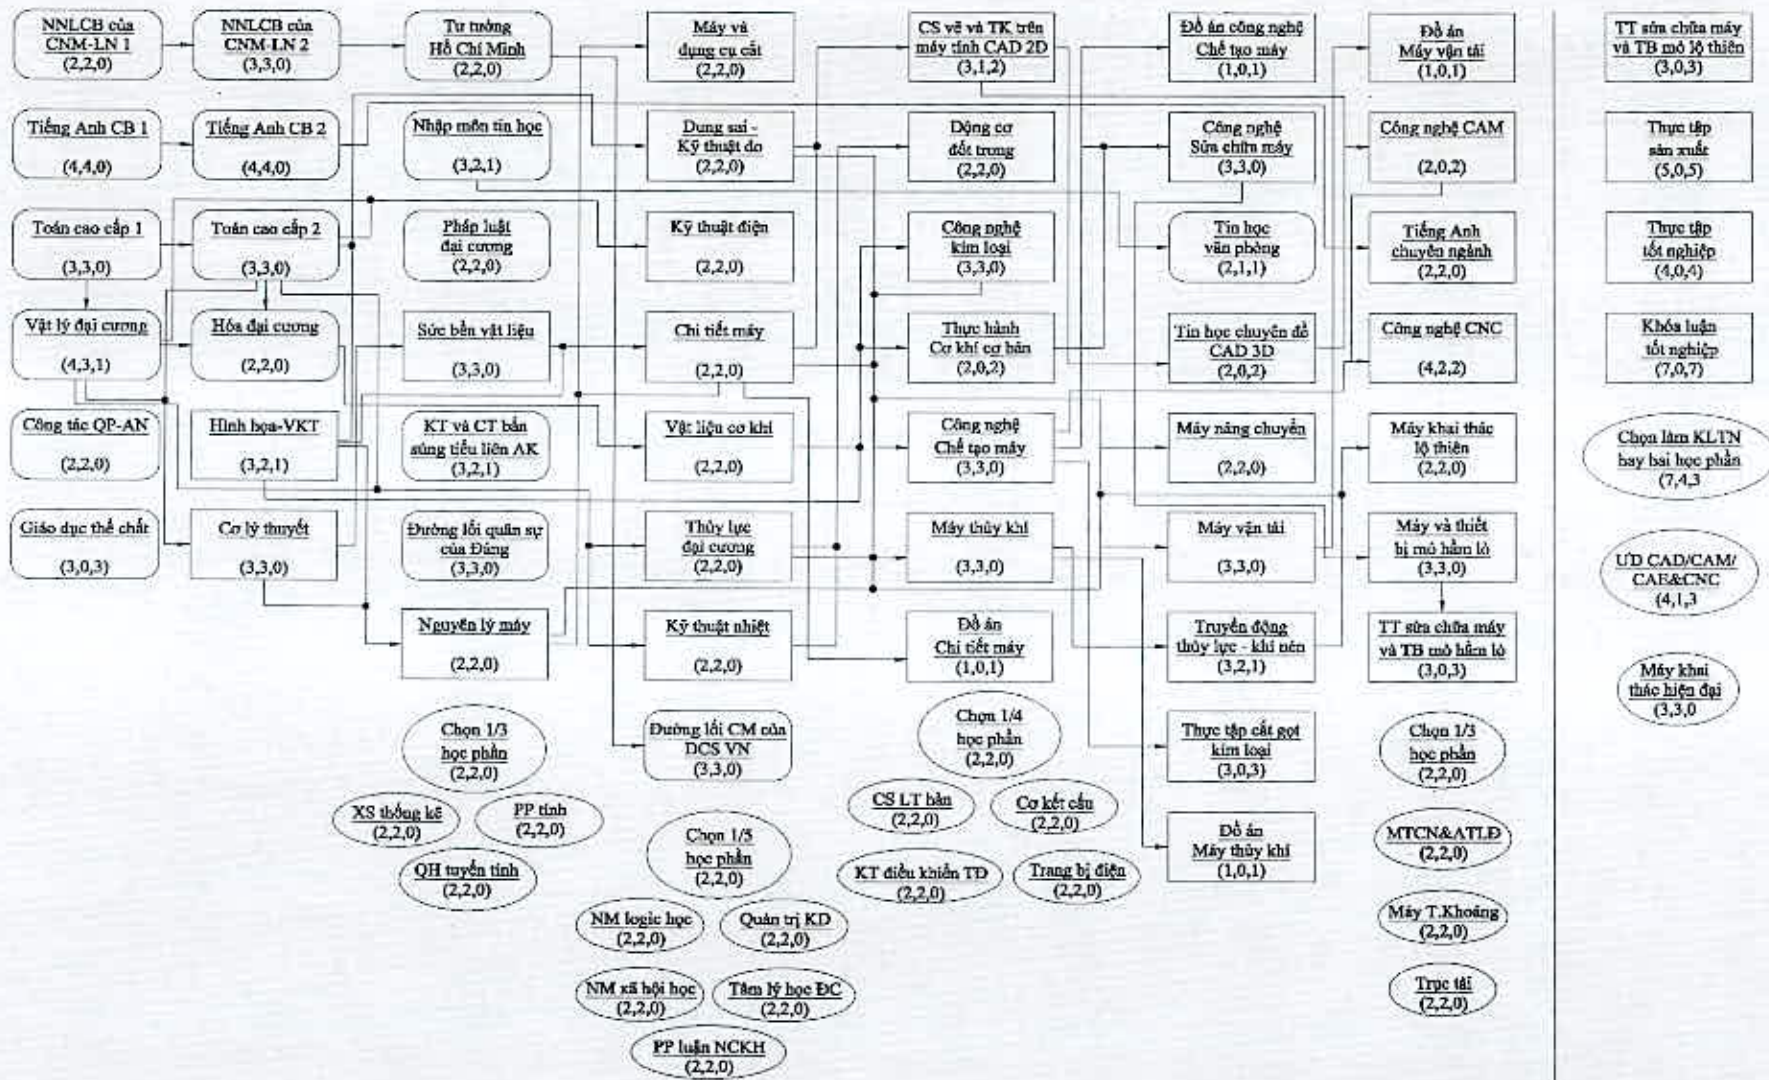 NNLCB của
CNM-LN 1
(2,2,0)
NNLCB của
CNM-LN 2
(3,3,0)
Tư tưởng
Hồ Chí Minh
(2,2,0)
Máy và
dụng cụ cắt
(2,2,0)
CS vẽ và TK trên
máy tính CAD 2D
(3,1,2)
Đồ án công nghệ
Chế tạo máy
(1,0,1)
Đồ án
Máy vận tải
(1,0,1)
TT sửa chữa máy
và TB mỏ lộ thiên
(3,0,3)
Tiếng Anh CB 1
(4,4,0)
Tiếng Anh CB 2
(4,4,0)
Nhập môn tin học
(3,2,1)
Dung sai -
Kỹ thuật đo
(2,2,0)
Động cơ
đốt trong
(2,2,0)
Công nghệ
Sửa chữa máy
(3,3,0)
Công nghệ CAM
(2,0,2)
Thực tập
sản xuất
(5,0,5)
Toán cao cấp 1
(3,3,0)
Toán cao cấp 2
(3,3,0)
Pháp luật
đại cương
(2,2,0)
Kỹ thuật điện
(2,2,0)
Công nghệ
kim loại
(3,3,0)
Tin học
văn phòng
(2,1,1)
Tiếng Anh
chuyên ngành
(2,2,0)
Thực tập
tốt nghiệp
(4,0,4)
Vật lý đại cương
(4,3,1)
Hóa đại cương
(2,2,0)
Sức bền vật liệu
(3,3,0)
Chi tiết máy
(2,2,0)
Thực hành
Cơ khí cơ bản
(2,0,2)
Tin học chuyên đề
CAD 3D
(2,0,2)
Công nghệ CNC
(4,2,2)
Khóa luận
tốt nghiệp
(7,0,7)
Công tác QP-AN
(2,2,0)
Hình họa-VKT
(3,2,1)
KT và CT bắn
súng tiểu liên AK
(3,2,1)
Vật liệu cơ khí
(2,2,0)
Công nghệ
Chế tạo máy
(3,3,0)
Máy nâng chuyển
(2,2,0)
Máy khai thác
lộ thiên
(2,2,0)
Chọn làm KLTN
hay hai học phần
(7,4,3
Giáo dục thể chất
(3,0,3)
Cơ lý thuyết
(3,3,0)
Đường lối quân sự
của Đảng
(3,3,0)
Thủy lực
đại cương
(2,2,0)
Máy thủy khí
(3,3,0)
Máy vận tải
(3,3,0)
Máy và thiết
bị mỏ hầm lò
(3,3,0)
ƯD CAD/CAM/
CAE&CNC
(4,1,3
Nguyên lý máy
(2,2,0)
Kỹ thuật nhiệt
(2,2,0)
Đồ án
Chi tiết máy
(1,0,1)
Truyền động
thủy lực - khí nén
(3,2,1)
TT sửa chữa máy
và TB mỏ hầm lò
(3,0,3)
Máy khai
thác hiện đại
(3,3,0
Chọn 1/3
học phần
(2,2,0)
Đường lối CM của
DCS VN
(3,3,0)
Chọn 1/4
học phần
(2,2,0)
Thực tập cắt gọt
kim loại
(3,0,3)
Chọn 1/3
học phần
(2,2,0)
XS thống kê
(2,2,0)
PP tính
(2,2,0)
QH tuyến tính
(2,2,0)
Chọn 1/5
học phần
(2,2,0)
CS LT hàn
(2,2,0)
Cơ kết cấu
(2,2,0)
KT điều khiển TĐ
(2,2,0)
Trang bị điện
(2,2,0)
Đồ án
Máy thủy khí
(1,0,1)
MTCN&ATLĐ
(2,2,0)
NM logic học
(2,2,0)
Quản trị KD
(2,2,0)
Máy T.Khoáng
(2,2,0)
NM xã hội học
(2,2,0)
Tâm lý học ĐC
(2,2,0)
Trục tải
(2,2,0)
PP luận NCKH
(2,2,0)